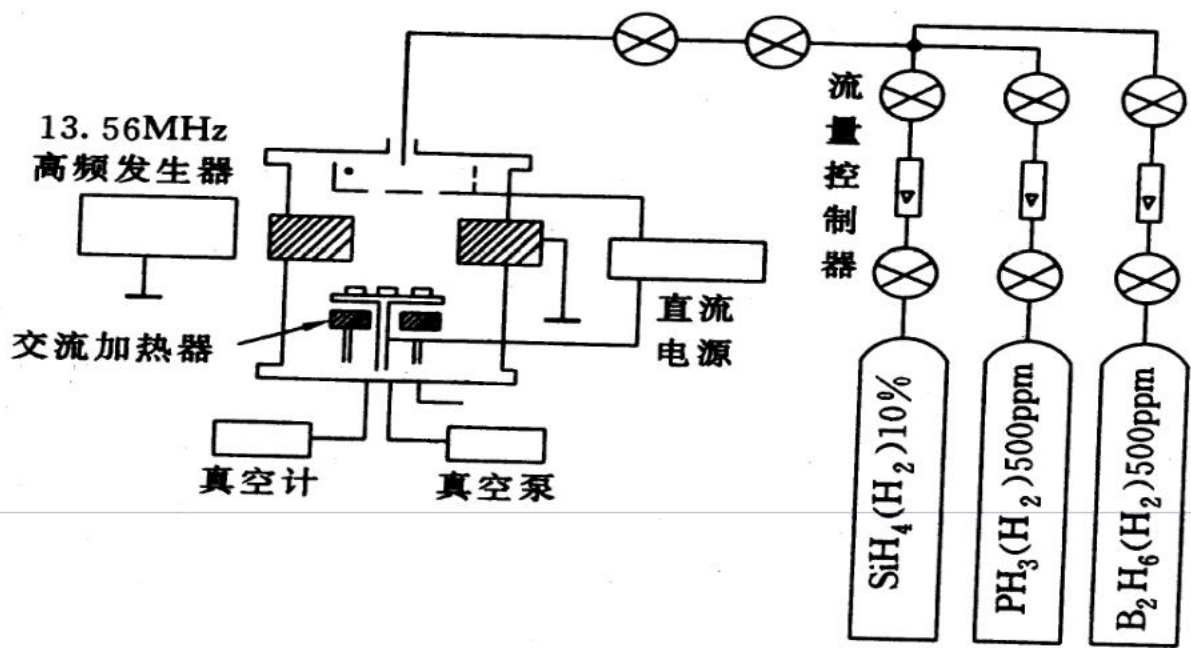 13.56MHz
高频发生器
交流加热器
真空计
真空泵
直流
电源
流量控制器
SiH₄(H₂)10%
PH₃(H₂)500ppm
B₂H₆(H₂)500ppm